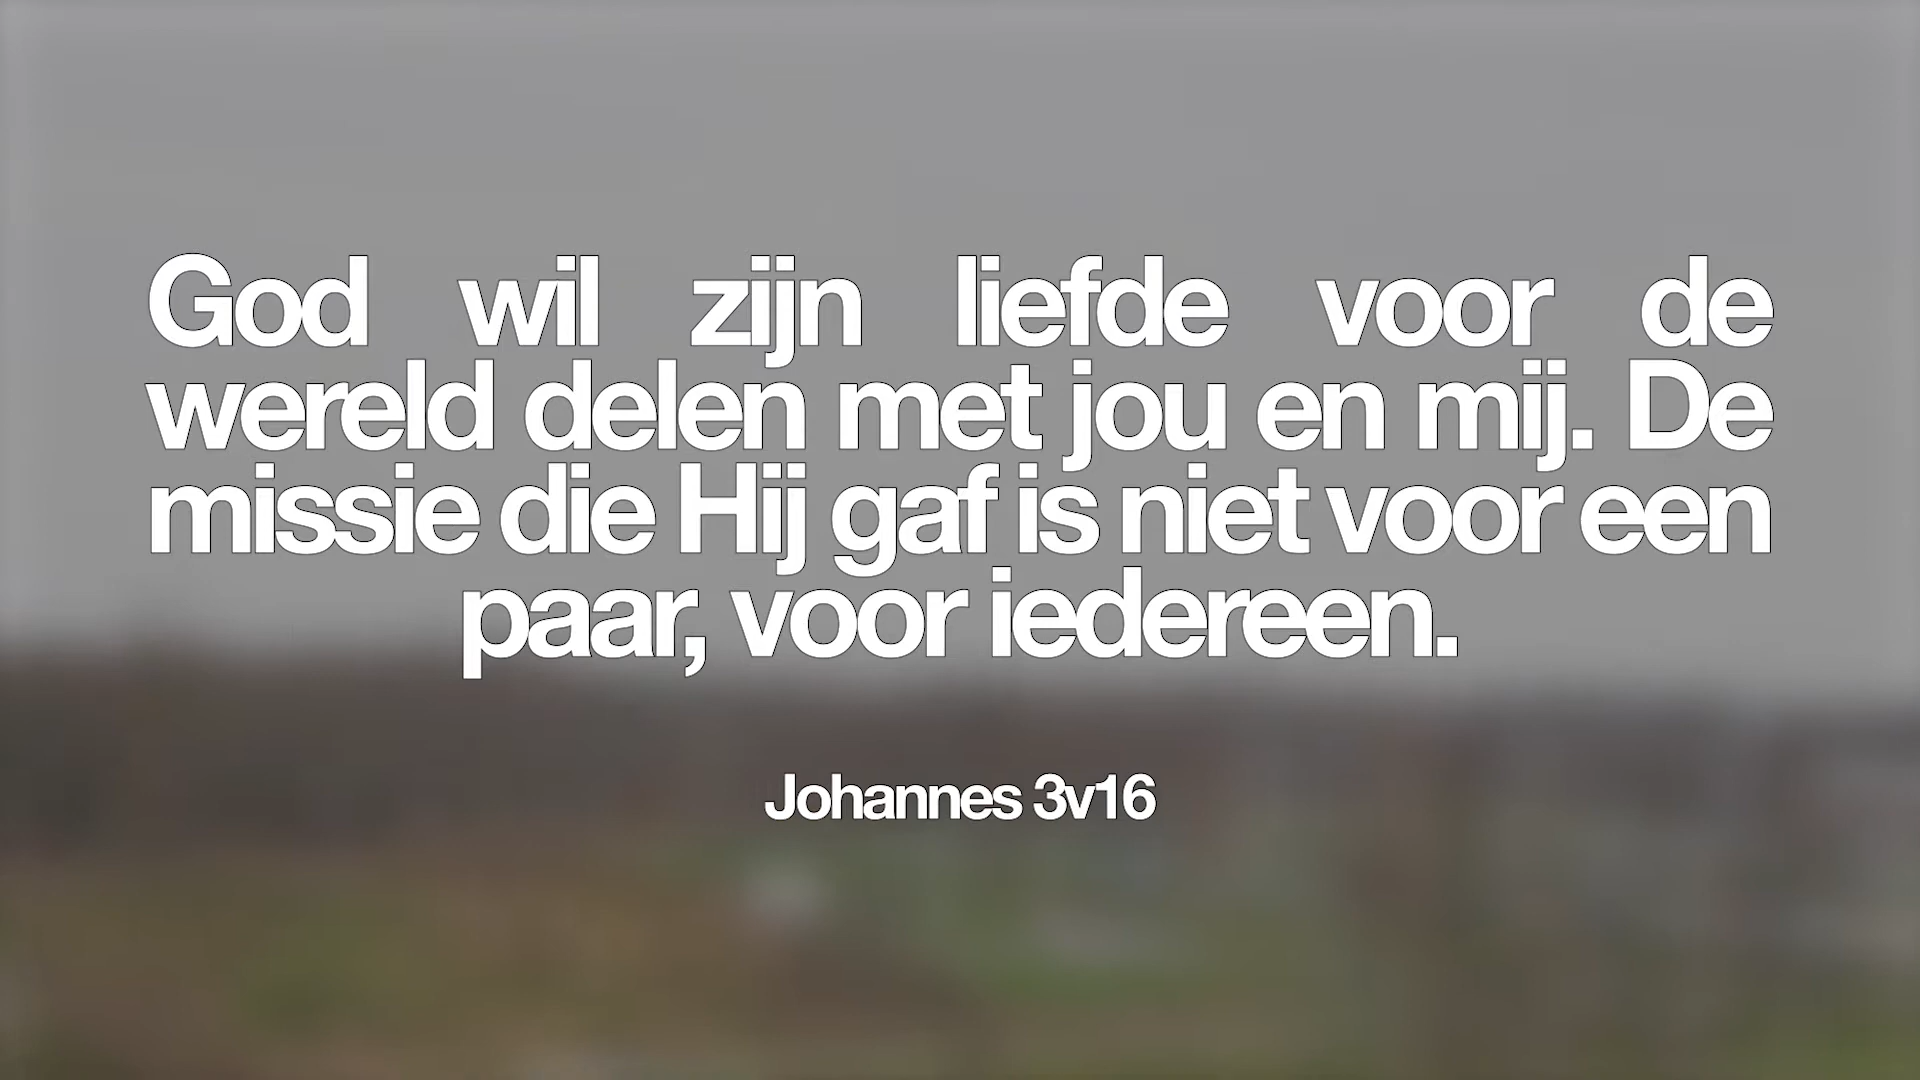 God wil zijn liefde voor de
wereld delen met jou en mij. De
missie die Hij gaf is niet voor een
paar, voor iedereen.
Johannes 3v16